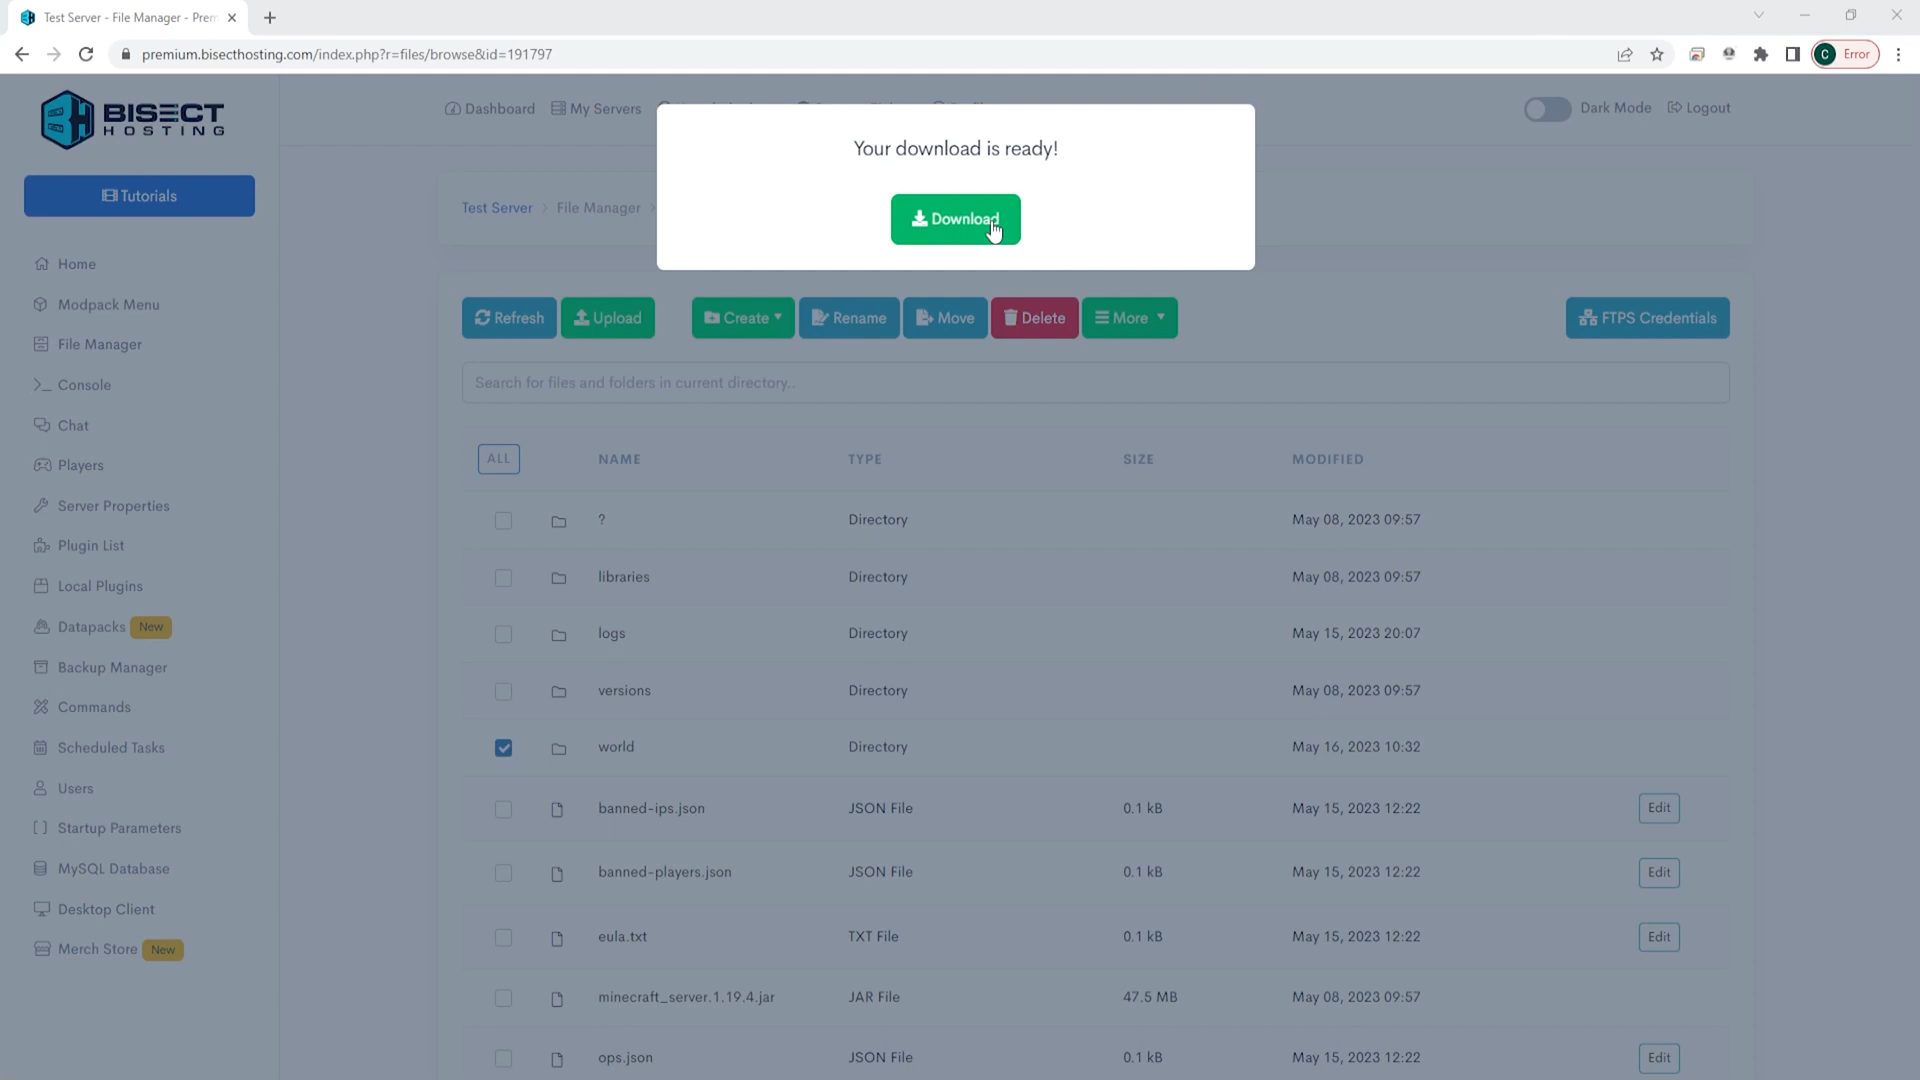 Test Server - File Manager - Prem
premium.bisecthosting.com/index.php?r=files/browse&id=191797
C Error
BISECT
HOSTING
Dashboard My Servers
Dark Mode Logout
Your download is ready!
Download
Tutorials
Test Server > File Manager >
Home
Modpack Menu
File Manager
Console
Chat
Players
Server Properties
Plugin List
Local Plugins
Datapacks New
Backup Manager
Commands
Scheduled Tasks
Users
Startup Parameters
MySQL Database
Desktop Client
Merch Store New
Refresh Upload Create Rename Move Delete More FTPS Credentials
Search for files and folders in current directory..
ALL NAME TYPE SIZE MODIFIED
? Directory May 08, 2023 09:57
libraries Directory May 08, 2023 09:57
logs Directory May 15, 2023 20:07
versions Directory May 08, 2023 09:57
world Directory May 16, 2023 10:32
banned-ips.json JSON File 0.1 kB May 15, 2023 12:22 Edit
banned-players.json JSON File 0.1 kB May 15, 2023 12:22 Edit
eula.txt TXT File 0.1 kB May 15, 2023 12:22 Edit
minecraft_server.1.19.4.jar JAR File 47.5 MB May 08, 2023 09:57
ops.json JSON File 0.1 kB May 15, 2023 12:22 Edit